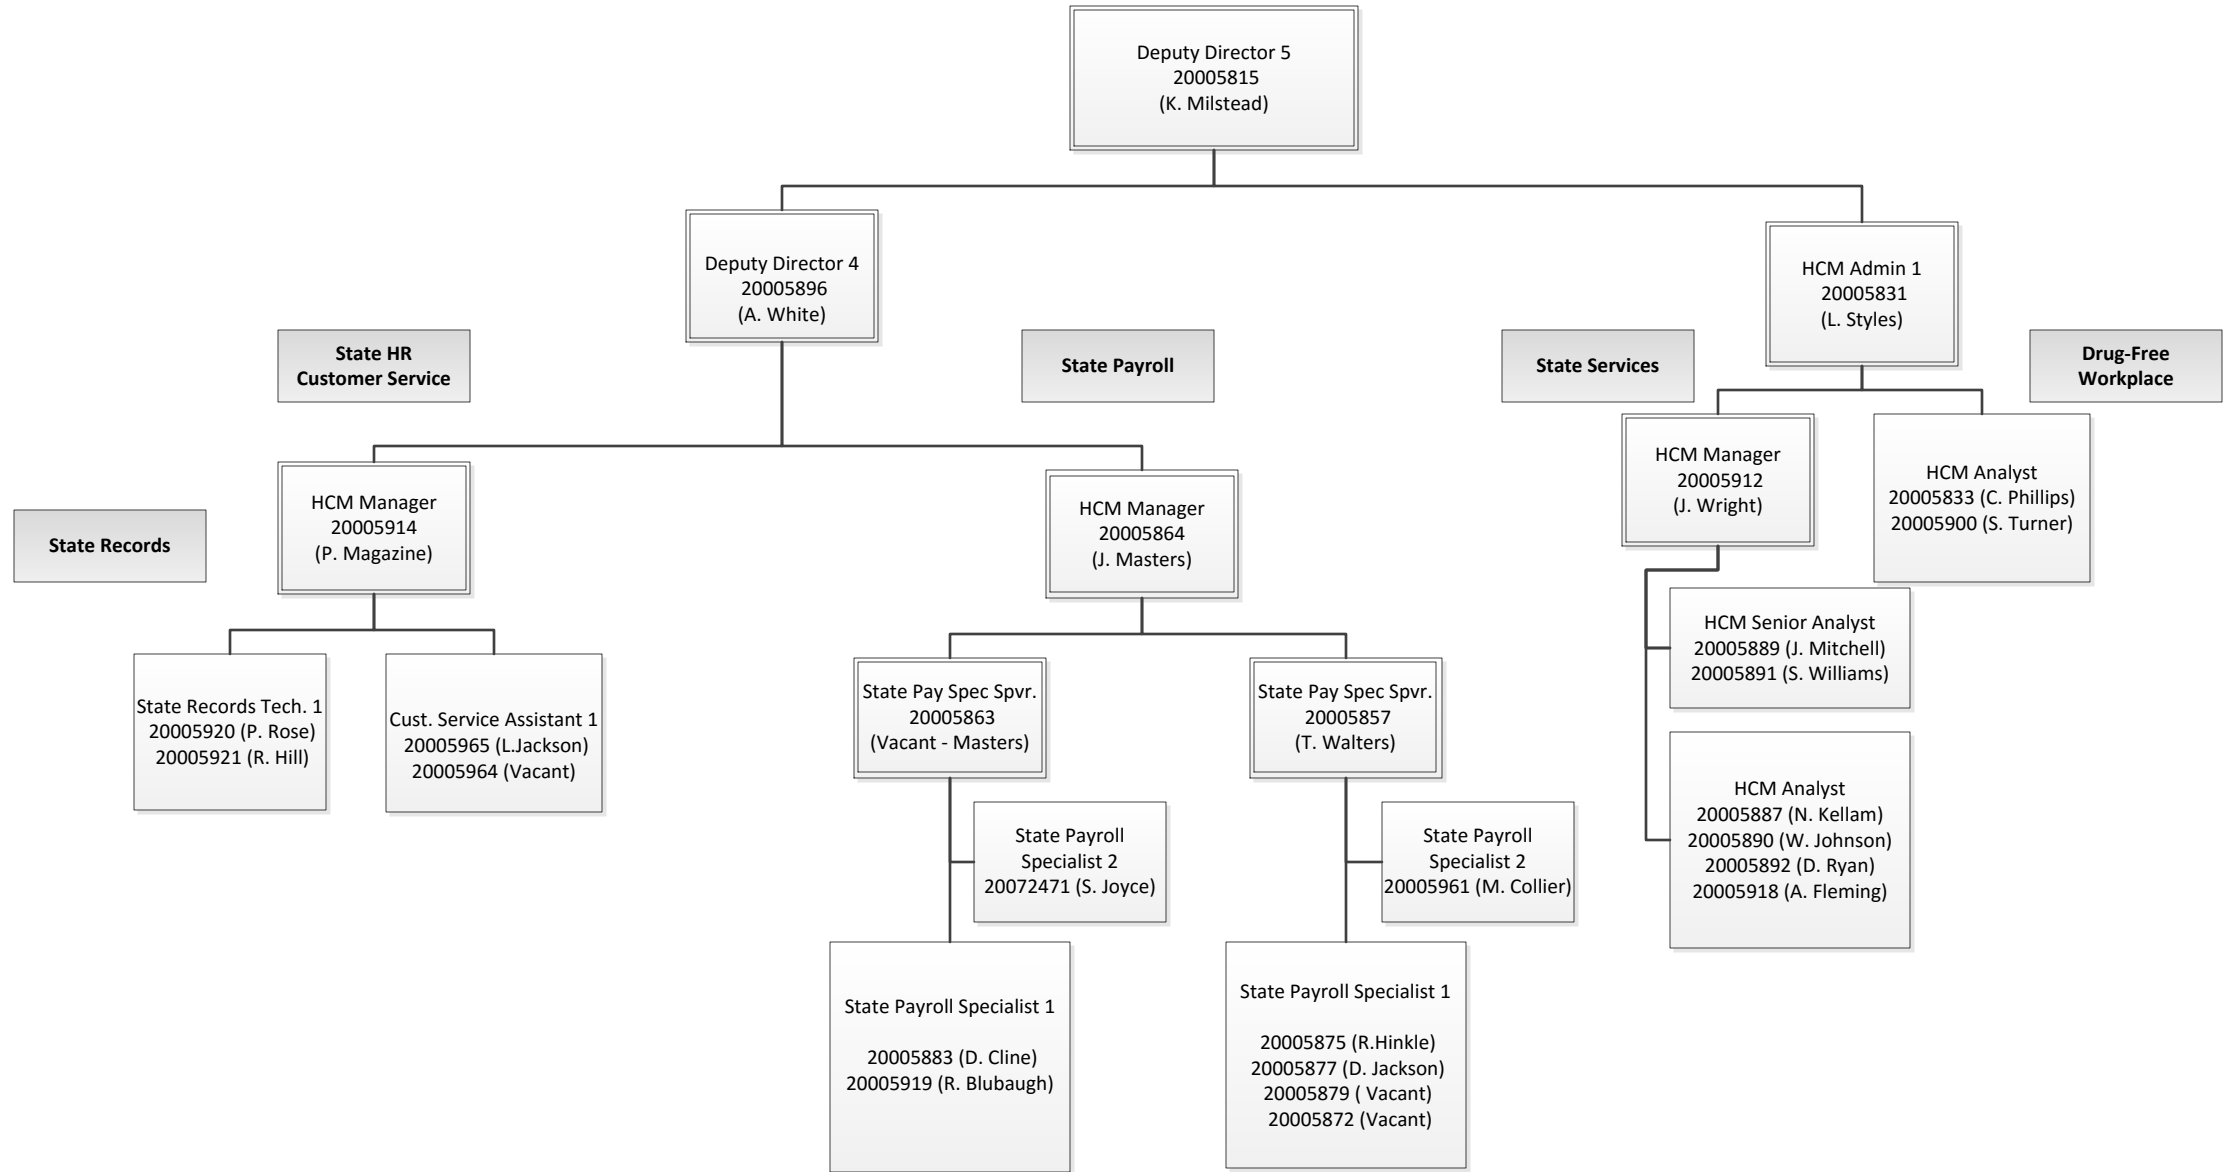 Deputy Director 5
20005815
(K. Milstead)
Deputy Director 4
20005896
(A. White)
HCM Admin 1
20005831
(L. Styles)
State HR
Customer Service
State Payroll
State Services
Drug-Free
Workplace
State Records
HCM Manager
20005914
(P. Magazine)
HCM Manager
20005864
(J. Masters)
HCM Manager
20005912
(J. Wright)
HCM Analyst
20005833 (C. Phillips)
20005900 (S. Turner)
State Records Tech. 1
20005920 (P. Rose)
20005921 (R. Hill)
Cust. Service Assistant 1
20005965 (L.Jackson)
20005964 (Vacant)
State Pay Spec Spvr.
20005863
(Vacant - Masters)
State Pay Spec Spvr.
20005857
(T. Walters)
HCM Senior Analyst
20005889 (J. Mitchell)
20005891 (S. Williams)
HCM Analyst
20005887 (N. Kellam)
20005890 (W. Johnson)
20005892 (D. Ryan)
20005918 (A. Fleming)
State Payroll
Specialist 2
20072471 (S. Joyce)
State Payroll
Specialist 2
20005961 (M. Collier)
State Payroll Specialist 1
20005883 (D. Cline)
20005919 (R. Blubaugh)
State Payroll Specialist 1
20005875 (R.Hinkle)
20005877 (D. Jackson)
20005879 ( Vacant)
20005872 (Vacant)